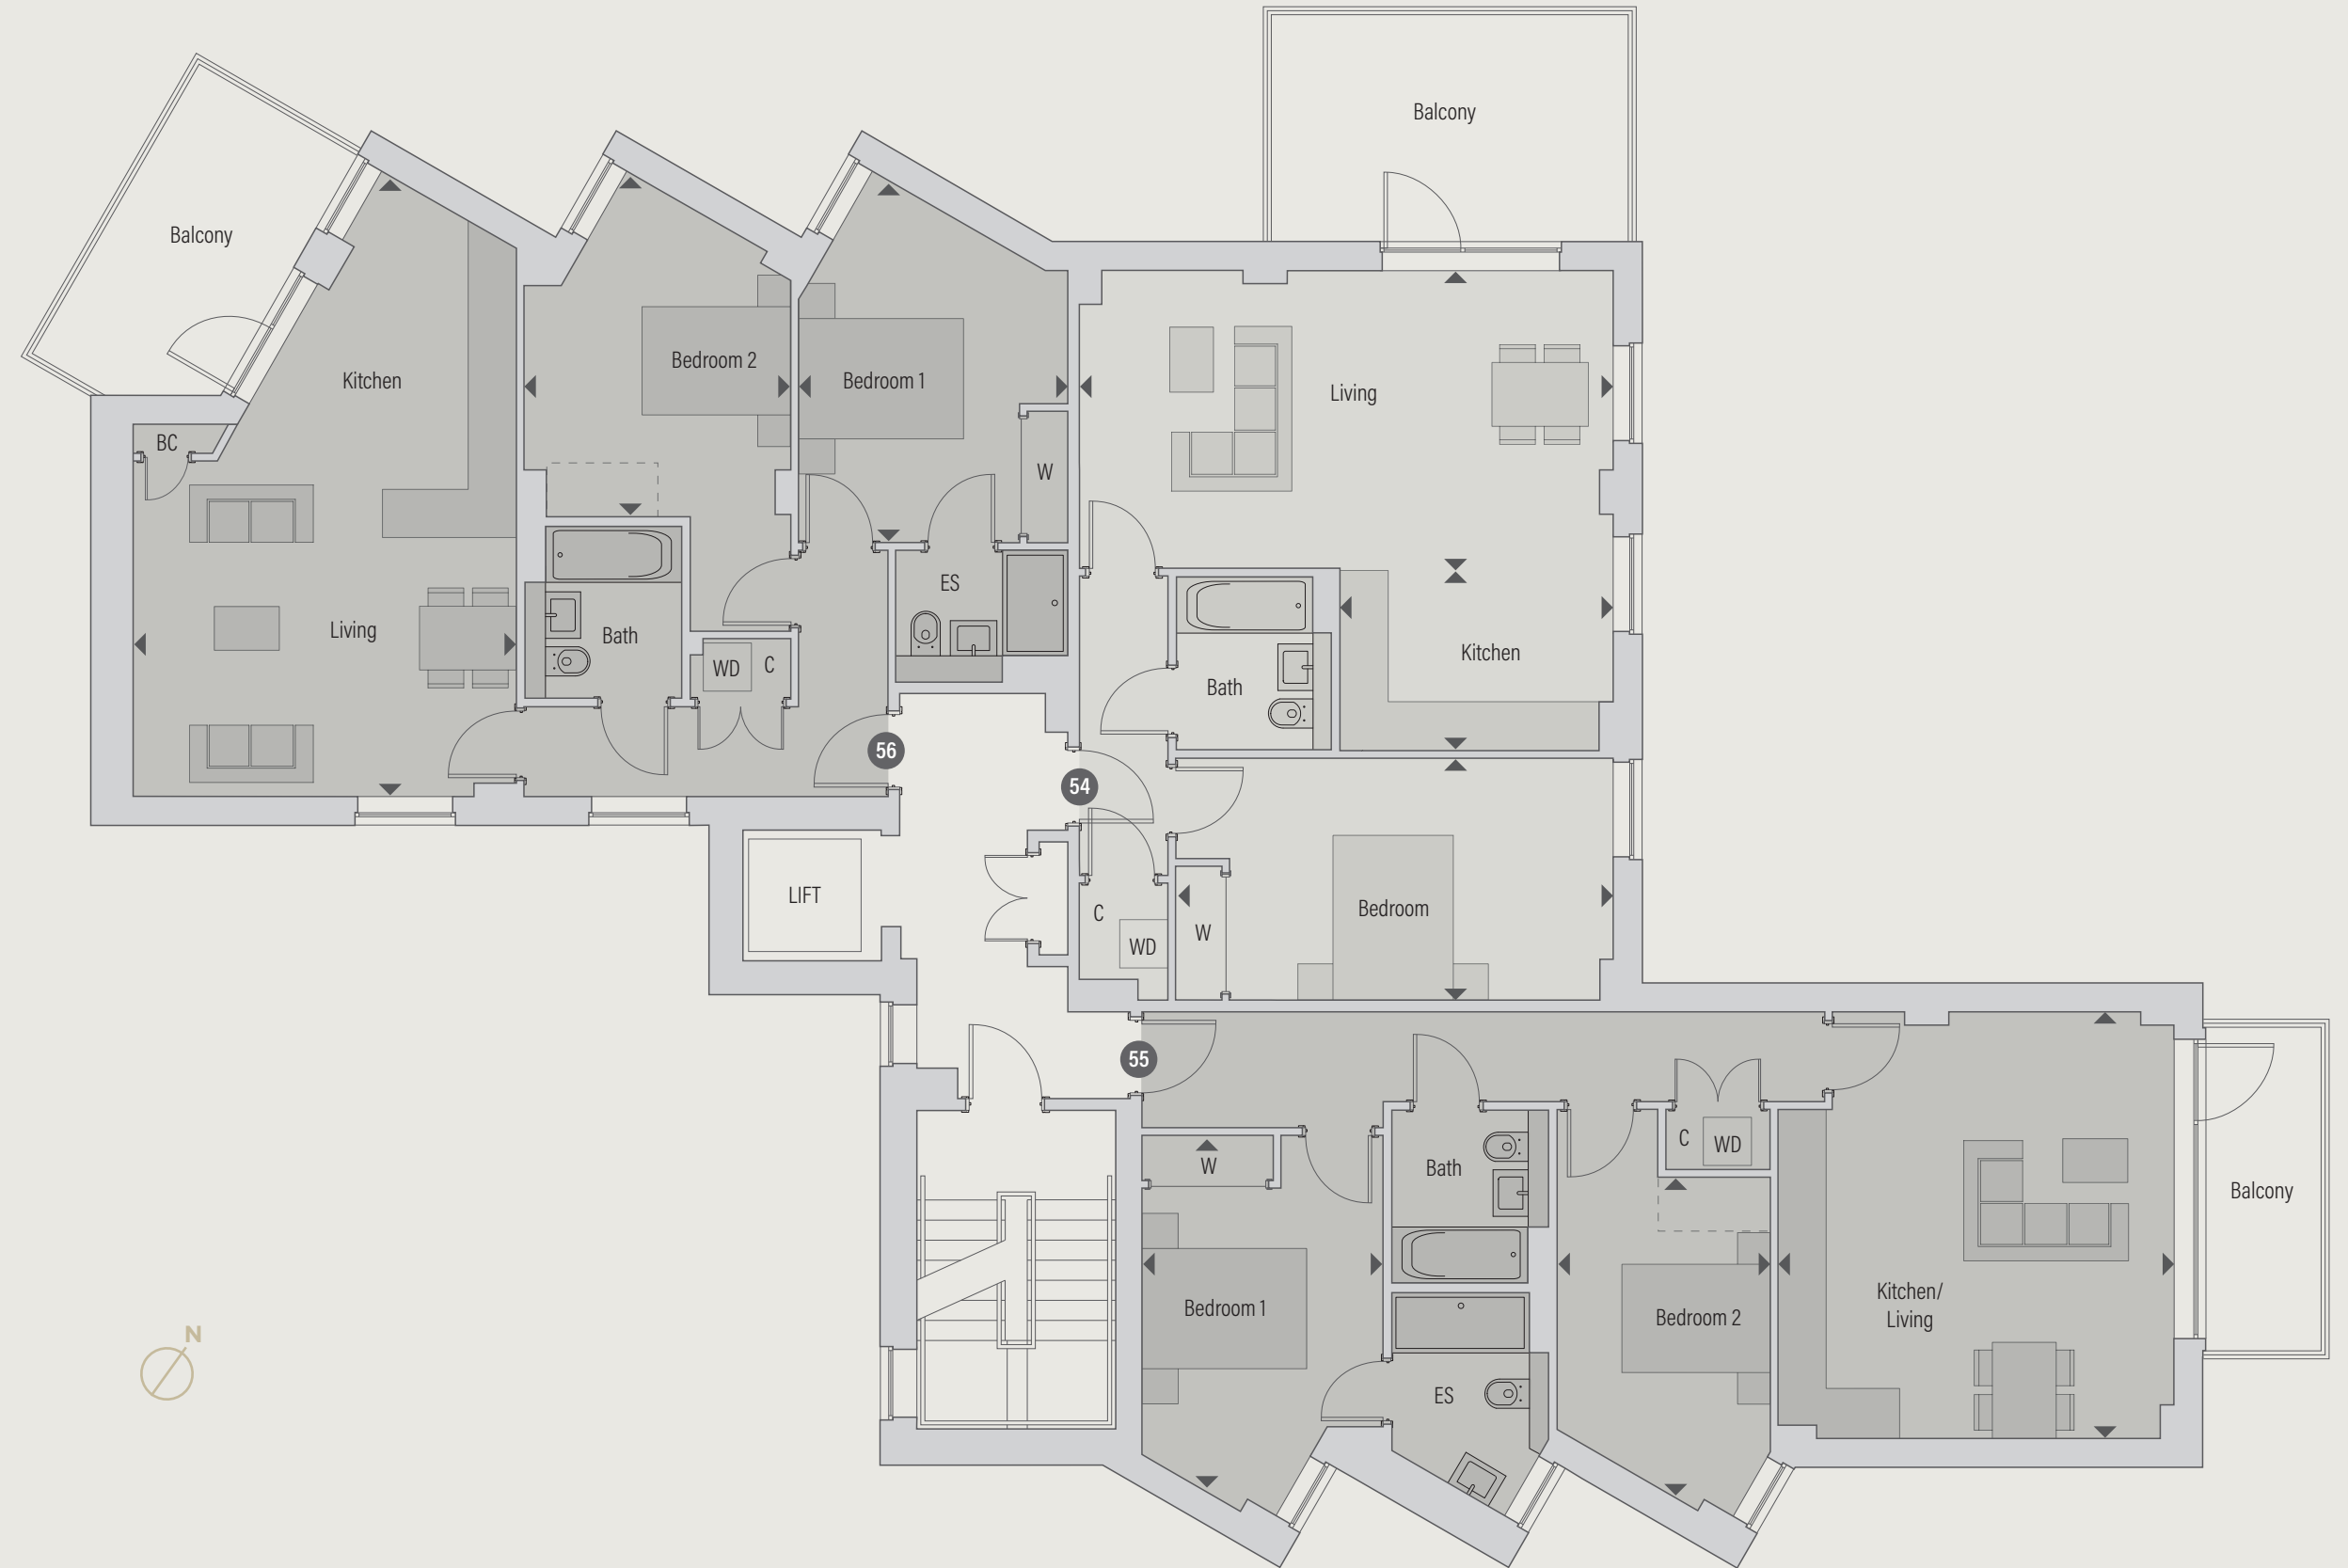 Balcony
Balcony
Kitchen
Bedroom 2
Bedroom 1
Living
BC
W
ES
Living
Bath
WD
C
Kitchen
Bath
56
54
LIFT
C
WD
W
Bedroom
55
W
Bath
C
WD
Balcony
Bedroom 1
Bedroom 2
Kitchen/
Living
ES
N